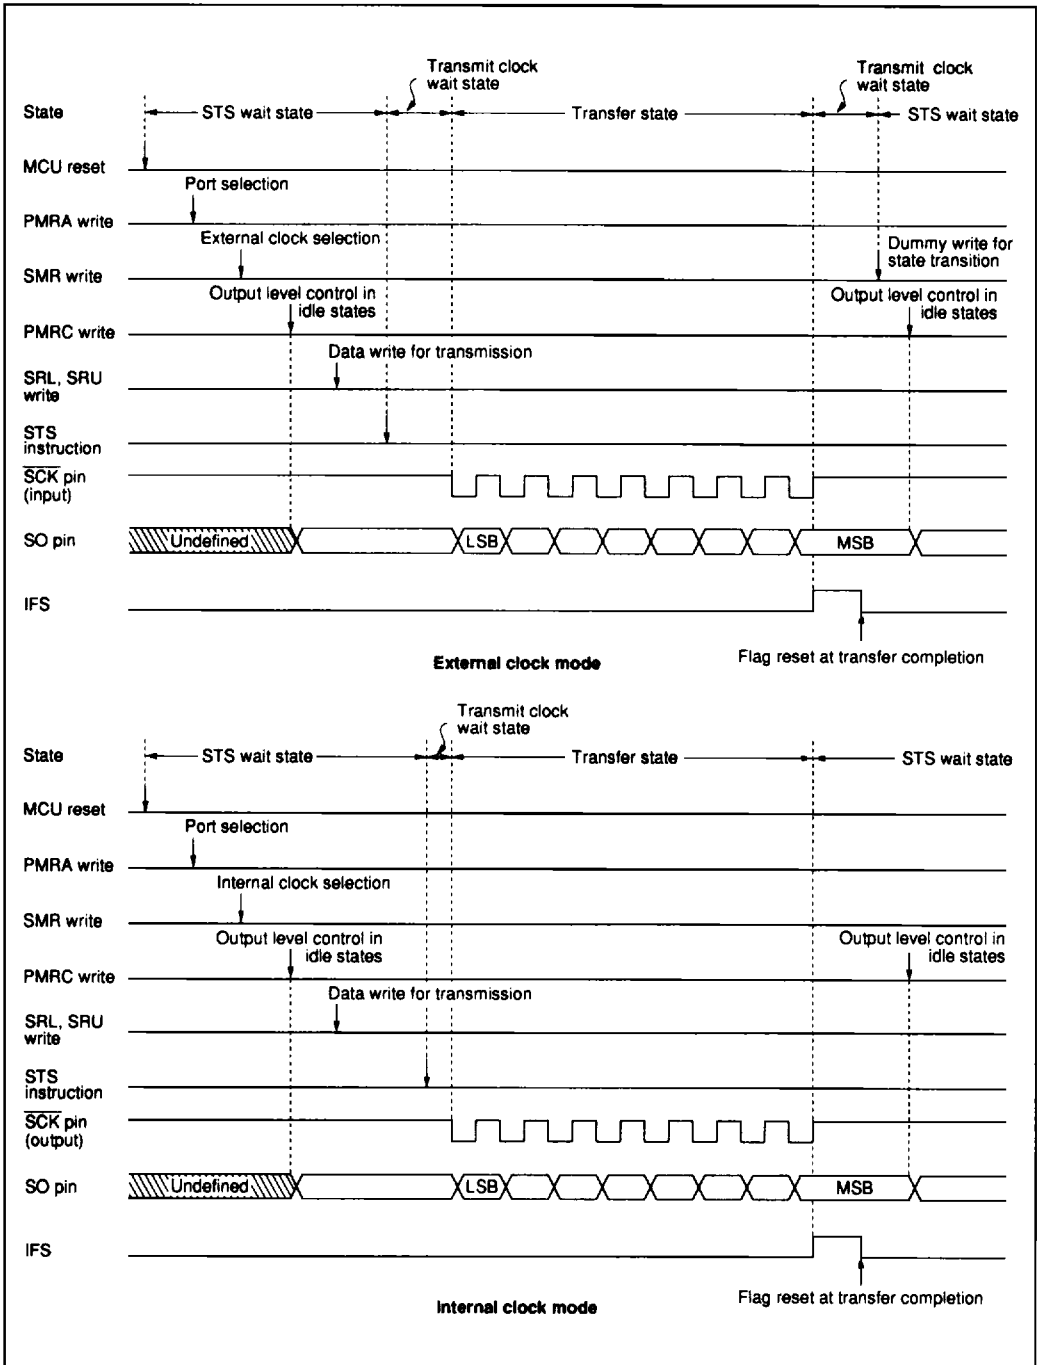 Transmit clock
wait state
Transmit clock
wait state
State
STS wait state
Transfer state
STS wait state
MCU reset
Port selection
PMRA write
External clock selection
Dummy write for
state transition
SMR write
Output level control in
idle states
Output level control in
idle states
PMRC write
Data write for transmission
SRL, SRU
write
STS
instruction
SCK pin
(input)
SO pin
Undefined
LSB
MSB
IFS
Flag reset at transfer completion
External clock mode
Transmit clock
wait state
State
STS wait state
Transfer state
STS wait state
MCU reset
Port selection
PMRA write
Internal clock selection
SMR write
Output level control in
idle states
Output level control in
idle states
PMRC write
Data write for transmission
SRL, SRU
write
STS
instruction
SCK pin
(output)
SO pin
Undefined
LSB
MSB
IFS
Flag reset at transfer completion
Internal clock mode